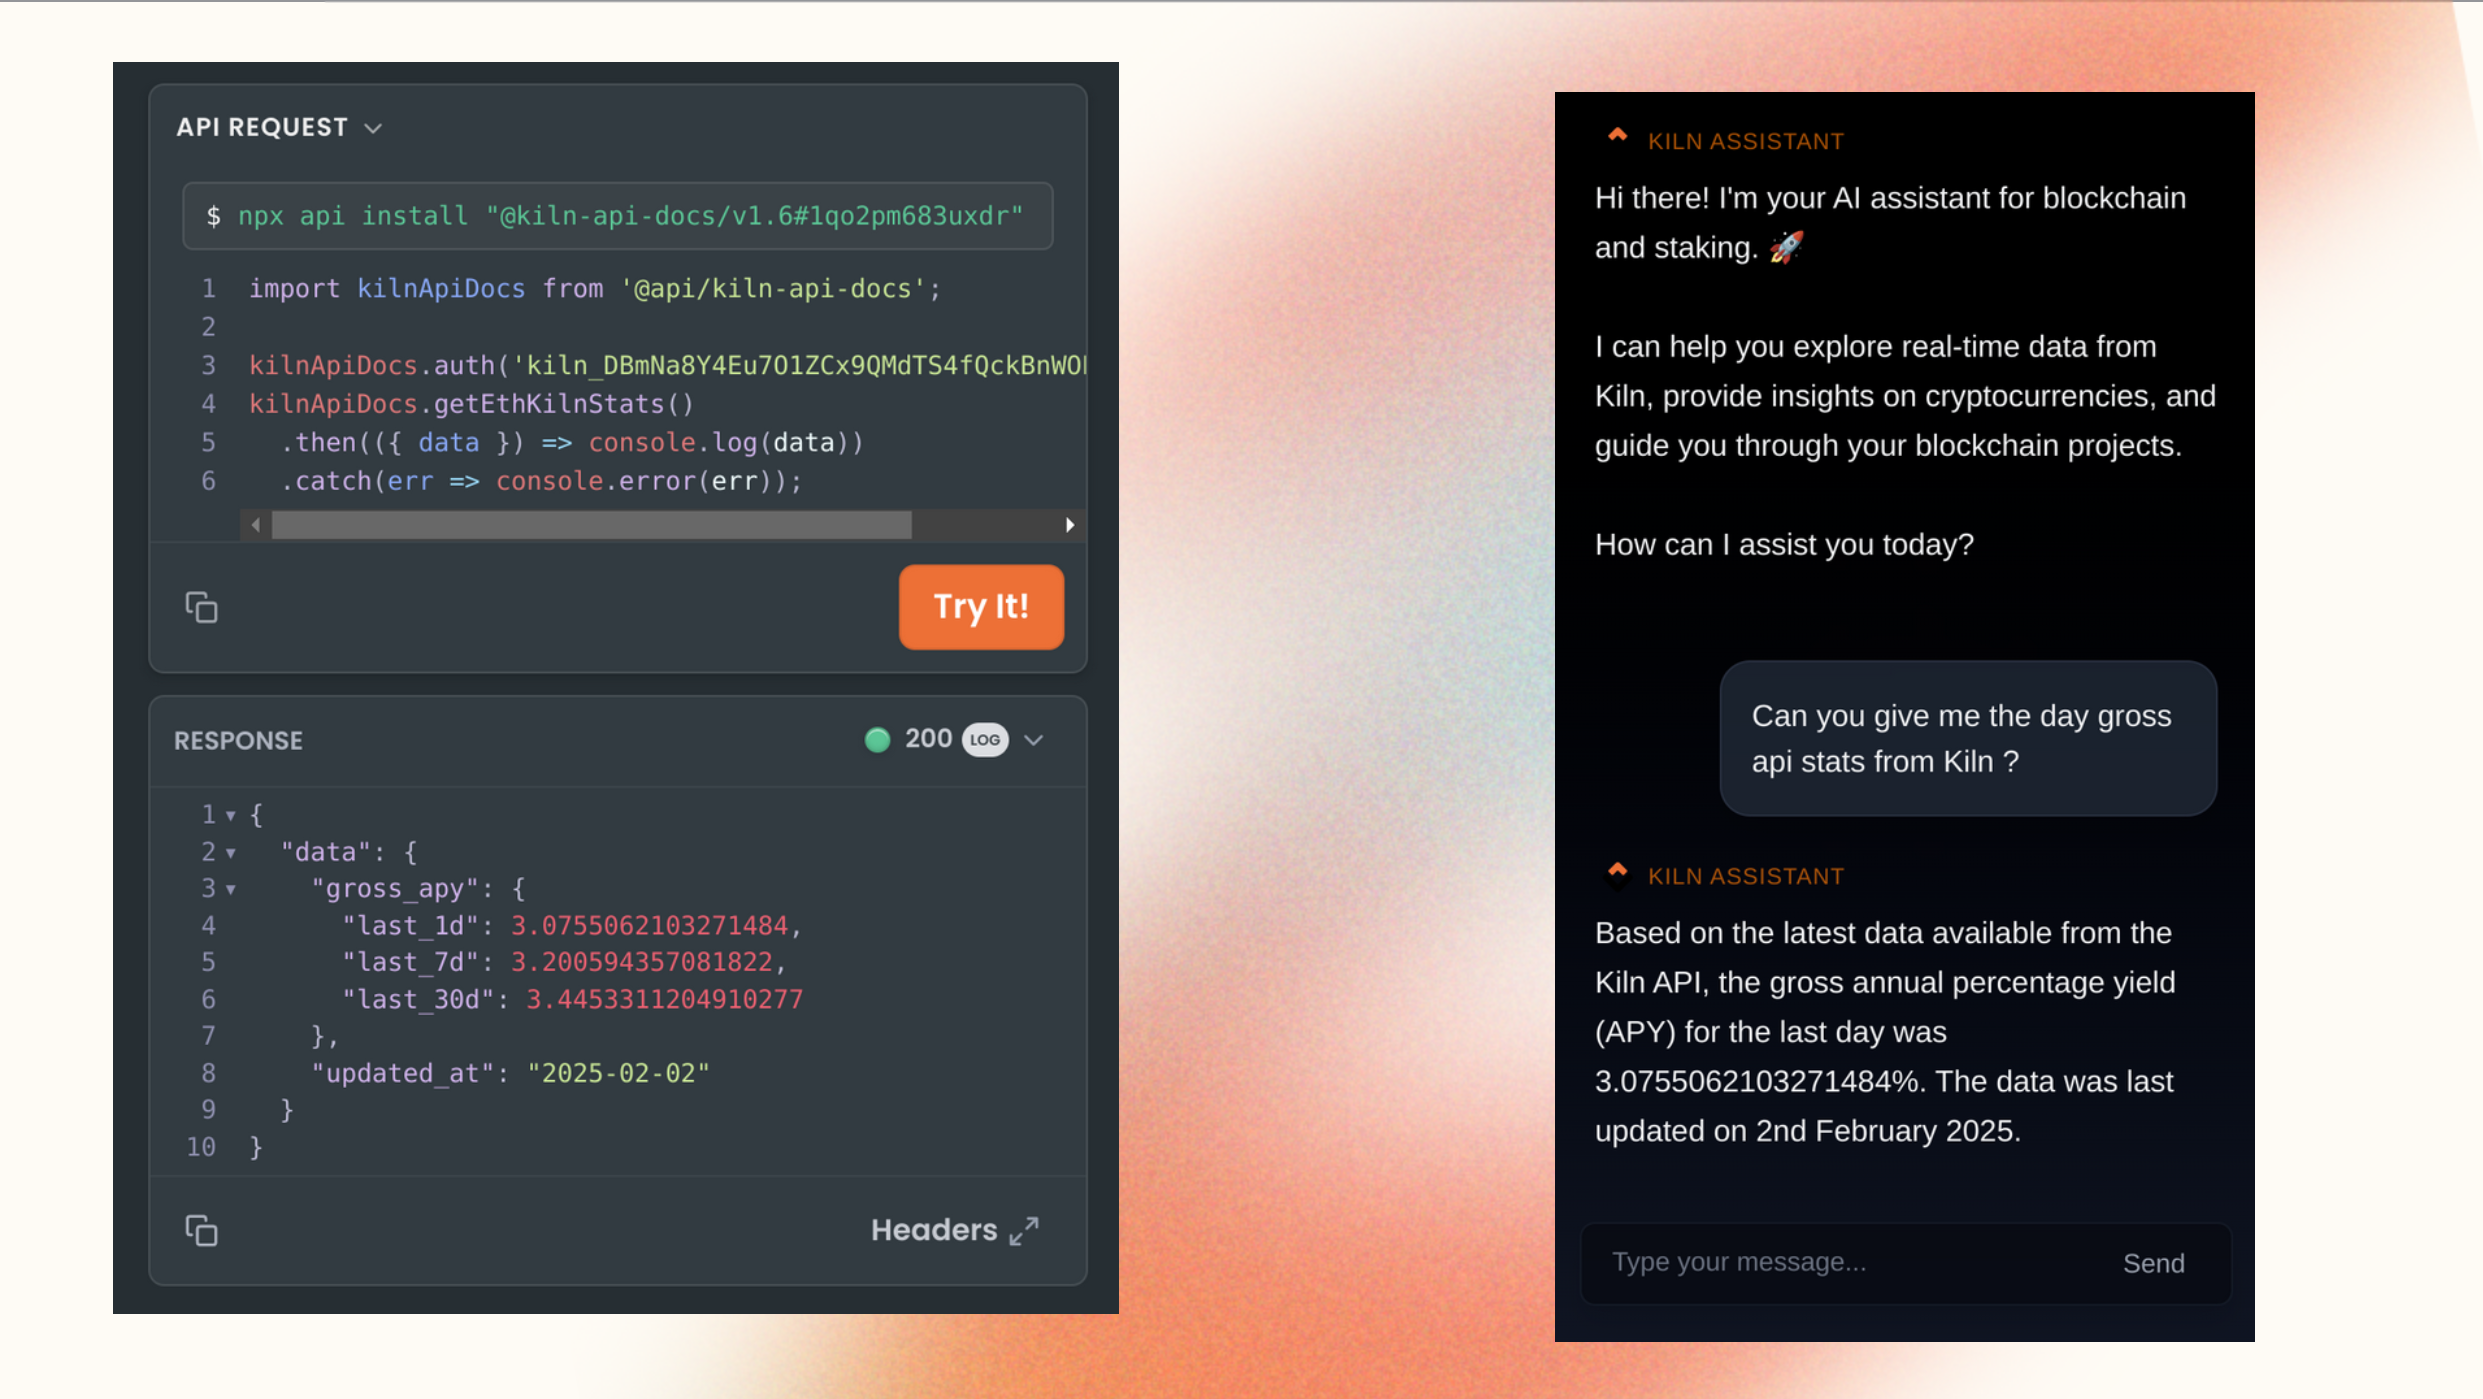 API REQUEST
$ npx api install "@kiln-api-docs/v1.6#1qo2pm683uxdr"
1 import kilnApiDocs from '@api/kiln-api-docs';
2
3 kilnApiDocs.auth('kiln_DBmNa8Y4Eu7O1ZCx9QMdTS4fQckBnWO
4 kilnApiDocs.getEthKilnStats()
5 .then(({ data }) => console.log(data))
6 .catch(err => console.error(err));
Try It!
RESPONSE
200 LOG
1 {
2 "data": {
3 "gross_apy": {
4 "last_1d": 3.0755062103271484,
5 "last_7d": 3.200594357081822,
6 "last_30d": 3.4453311204910277
7 },
8 "updated_at": "2025-02-02"
9 }
10 }
Headers
KILN ASSISTANT
Hi there! I'm your AI assistant for blockchain
and staking. 🚀
I can help you explore real-time data from
Kiln, provide insights on cryptocurrencies, and
guide you through your blockchain projects.
How can I assist you today?
Can you give me the day gross
api stats from Kiln ?
KILN ASSISTANT
Based on the latest data available from the
Kiln API, the gross annual percentage yield
(APY) for the last day was
3.0755062103271484%. The data was last
updated on 2nd February 2025.
Type your message...
Send